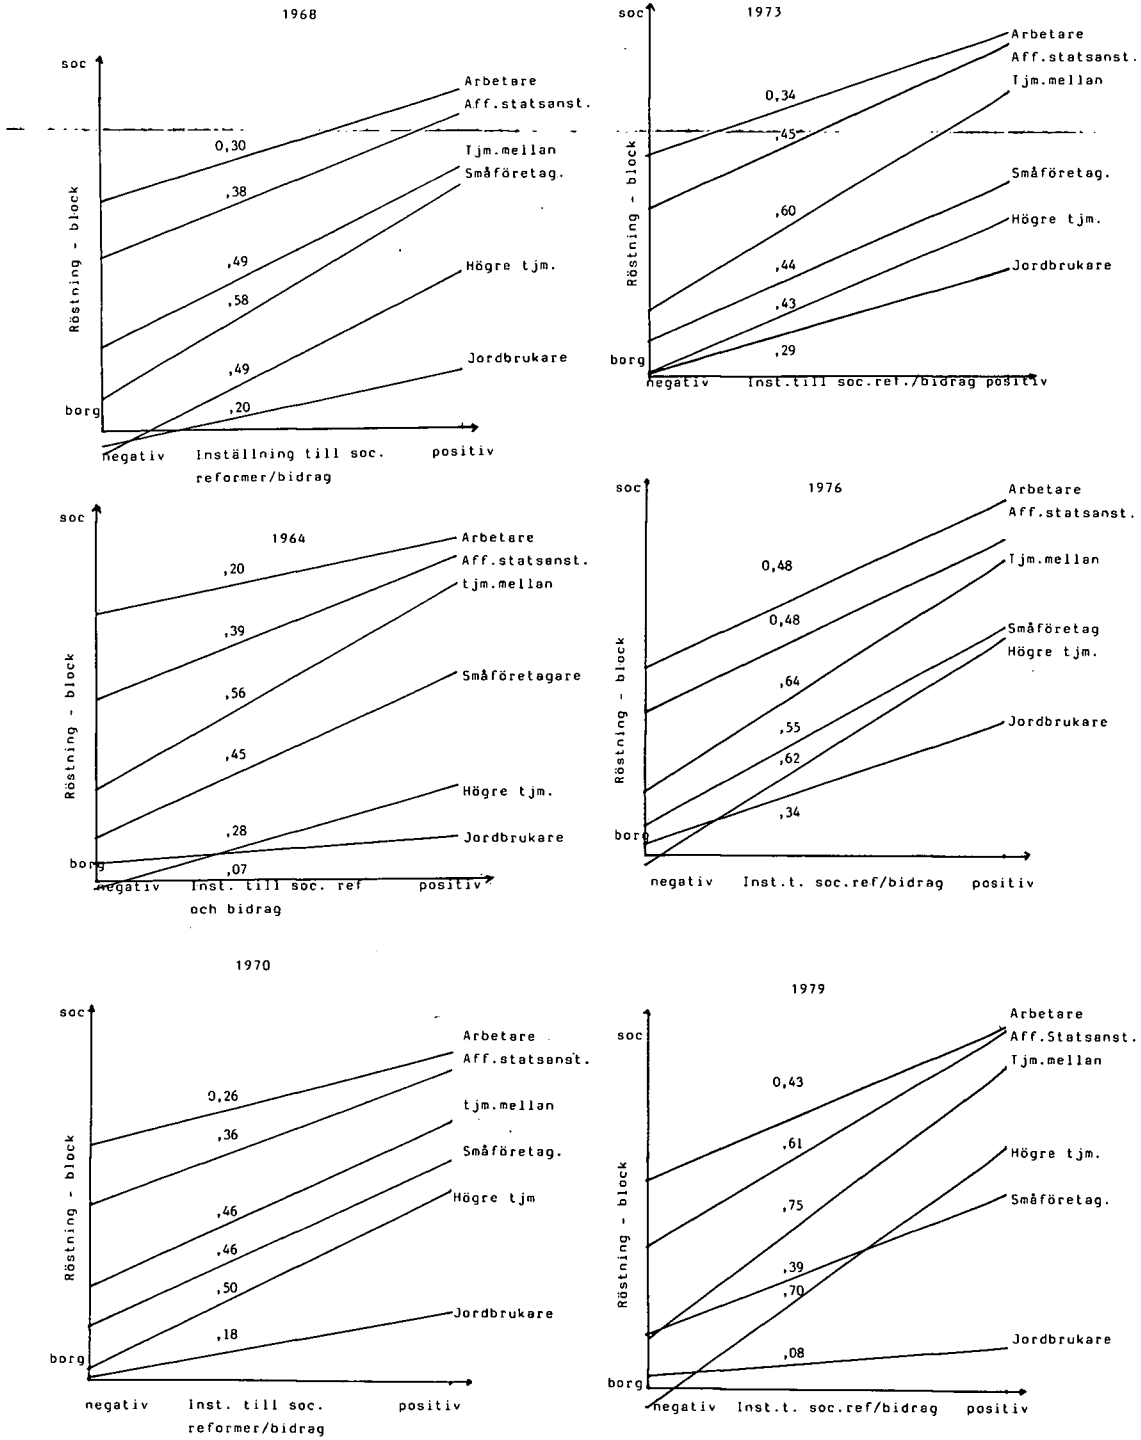 1968
soc
Arbetare
Aff.statsanst.
0,30
Tjm.mellan
Småföretag.
,38
Röstning - block
,49
Högre tjm.
,58
Jordbrukare
,49
,20
borg
negativ Inställning till soc. positiv
reformer/bidrag
1973
soc
Arbetare
Aff.statsanst.
Tjm.mellan
0,34
,45
Röstning - block
Småföretag.
,60
Högre tjm.
,44
Jordbrukare
,43
,29
borg
negativ Inst.till soc.ref./bidrag positiv
1964
soc
Arbetare
Aff.statsanst.
,20
tjm.mellan
,39
Röstning - block
Småföretagare
,56
,45
Högre tjm.
,28
Jordbrukare
borg
,07
negativ Inst. till soc. ref positiv
och bidrag
1976
soc
Arbetare
Aff.statsanst.
0,48
Tjm.mellan
0,48
Småföretag
Högre tjm.
Röstning - block
,64
Jordbrukare
,55
,62
,34
borg
negativ Inst.t. soc.ref/bidrag positiv
1970
soc
Arbetare
Aff.statsanst.
0,26
tjm.mellan
,36
Småföretag.
Röstning - block
Högre tjm
,46
,46
,50
Jordbrukare
,18
borg
negativ Inst. till soc. positiv
reformer/bidrag
1979
soc
Arbetare
Aff.Statsanst.
Tjm.mellan
0,43
,61
Högre tjm.
Röstning - block
Småföretag.
,75
,39
,70
Jordbrukare
,08
borg
negativ Inst.t. soc.ref/bidrag positiv